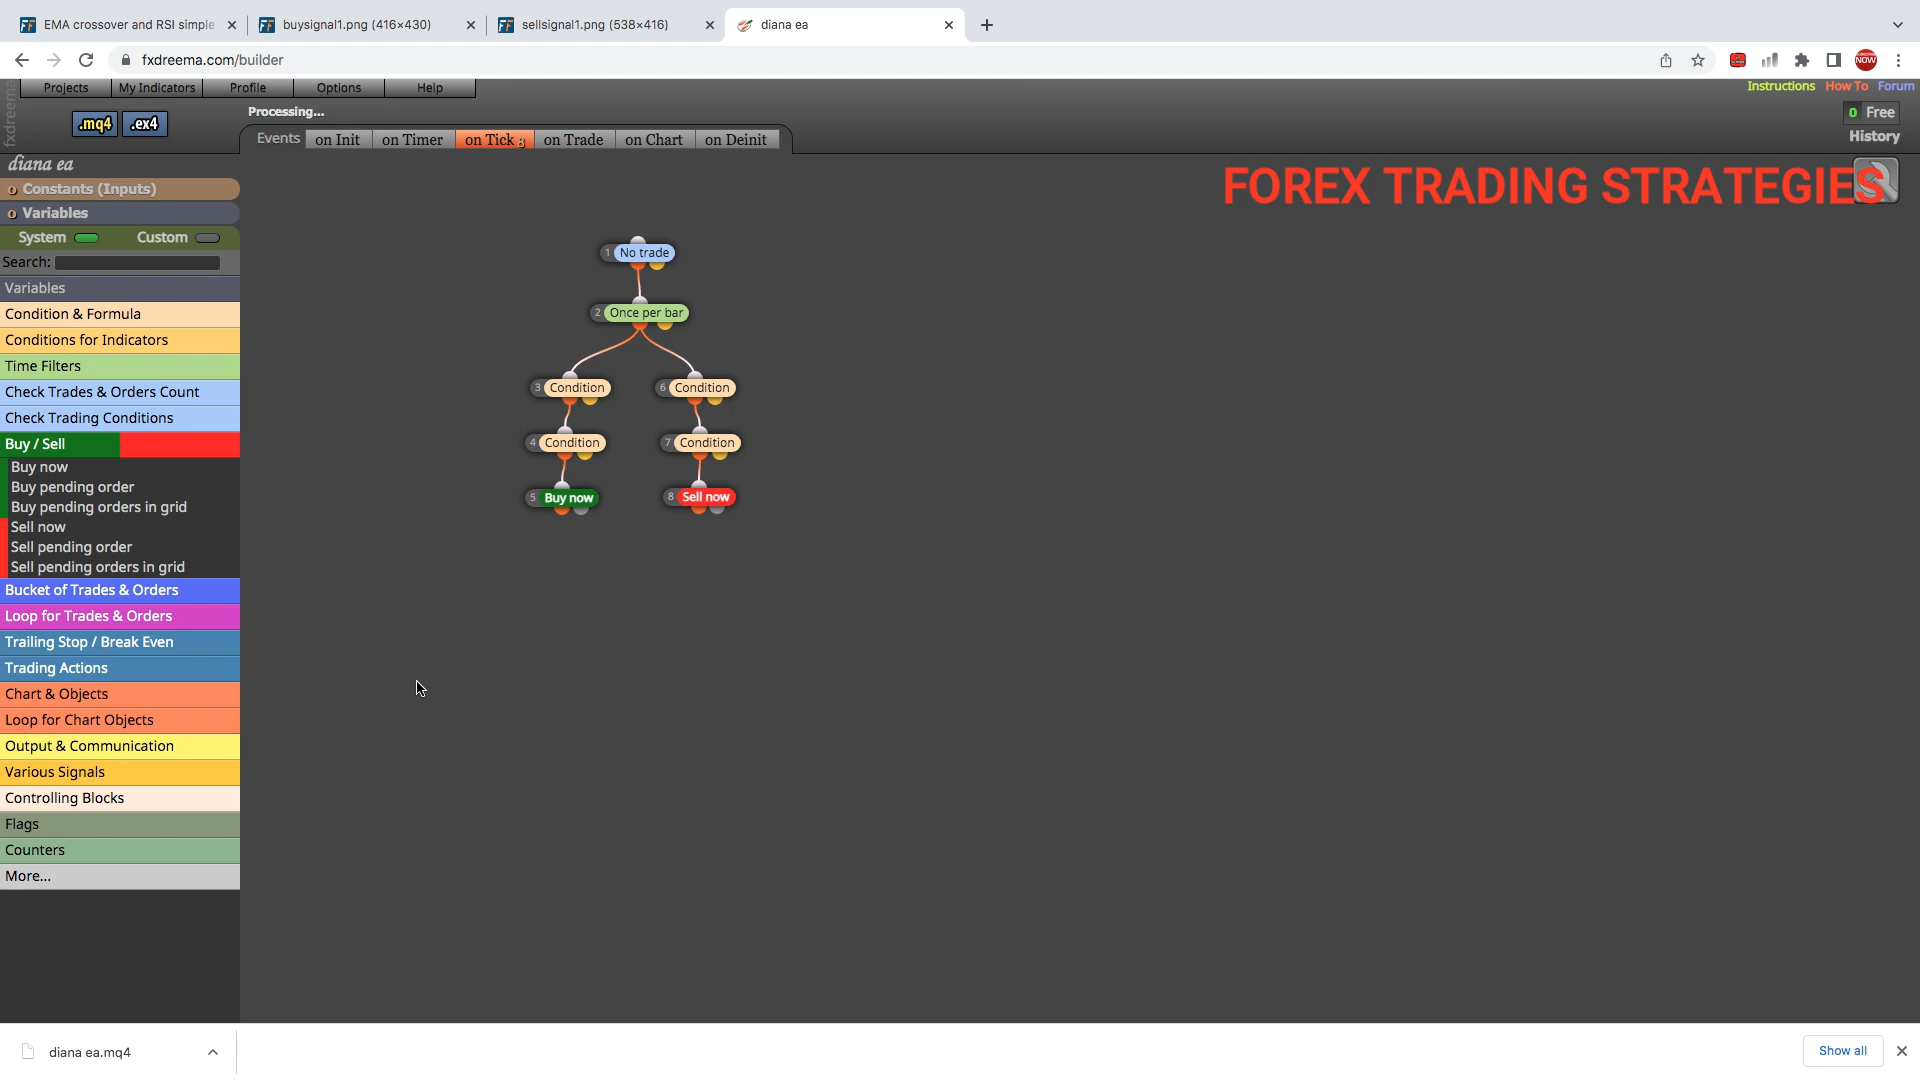 EMA crossover and RSI simple
buysignal1.png (416×430)
sellsignal1.png (538×416)
diana ea
fxdreema.com/builder
NOW
Projects
My Indicators
Profile
Options
Help
Instructions
How To
Forum
fxdreema
.mq4
.ex4
Processing...
0 Free
Events
on Init
on Timer
on Tick 8
on Trade
on Chart
on Deinit
History
diana ea
FOREX TRADING STRATEGIES
o Constants (Inputs)
o Variables
System
Custom
Search:
Variables
Condition & Formula
Conditions for Indicators
Time Filters
Check Trades & Orders Count
Check Trading Conditions
Buy / Sell
Buy now
Buy pending order
Buy pending orders in grid
Sell now
Sell pending order
Sell pending orders in grid
Bucket of Trades & Orders
Loop for Trades & Orders
Trailing Stop / Break Even
Trading Actions
Chart & Objects
Loop for Chart Objects
Output & Communication
Various Signals
Controlling Blocks
Flags
Counters
More...
1 No trade
2 Once per bar
3 Condition
6 Condition
4 Condition
7 Condition
5 Buy now
8 Sell now
diana ea.mq4
Show all